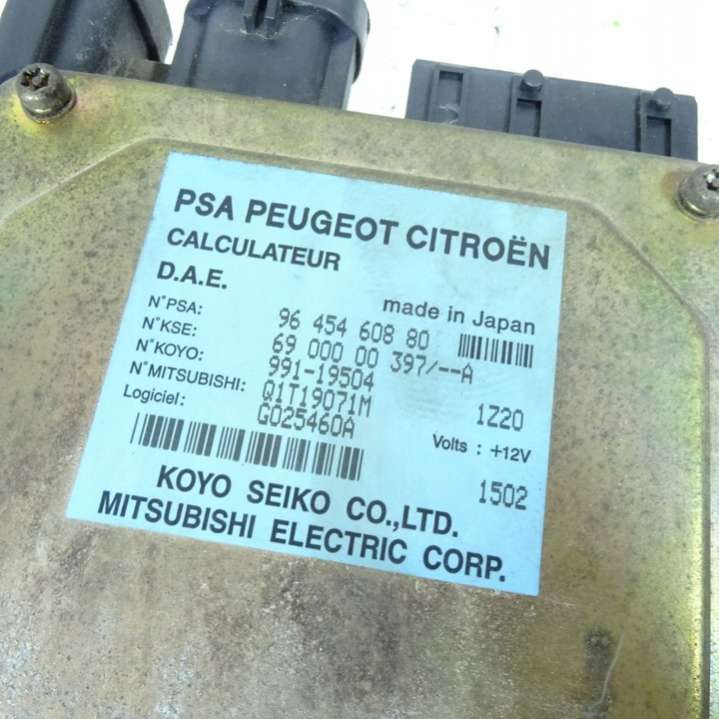 PSA PEUGEOT CITROËN
CALCULATEUR
D.A.E.
made in Japan
N°PSA: 96 454 608 80
N°KSE: 69 000 00 397/--A
N°KOYO: 991-19504
N°MITSUBISHI: Q1T19071M 1Z20
Logiciel: G025460A Volts : +12V
1502
KOYO SEIKO CO.,LTD.
MITSUBISHI ELECTRIC CORP.